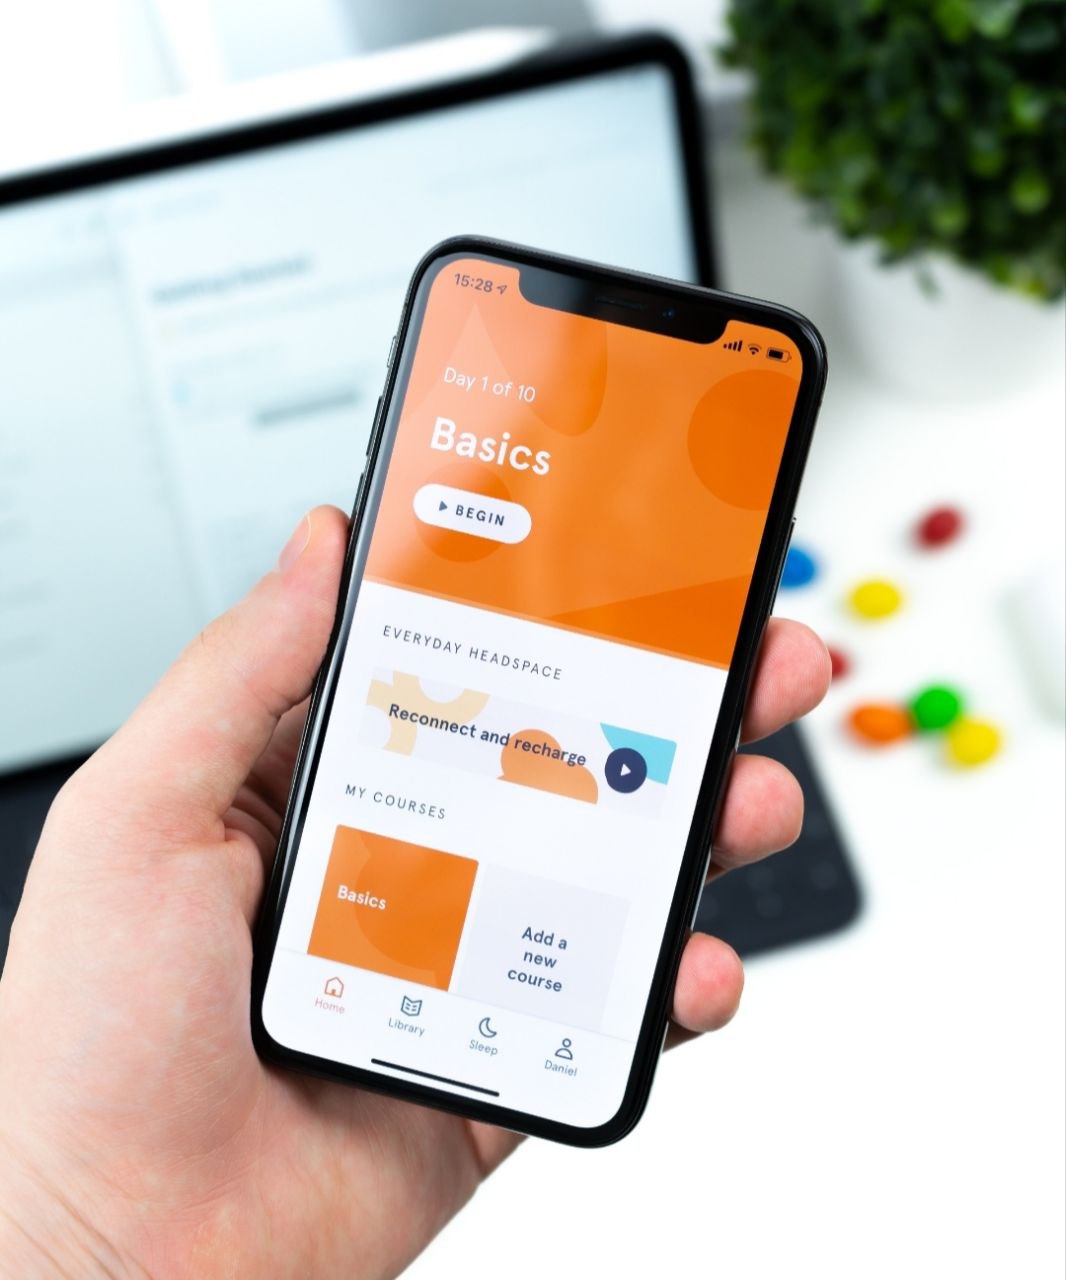 15:28
Day 1 of 10
Basics
BEGIN
EVERYDAY HEADSPACE
Reconnect and recharge
MY COURSES
Basics
Add a
new
course
Home
Library
Sleep
Daniel